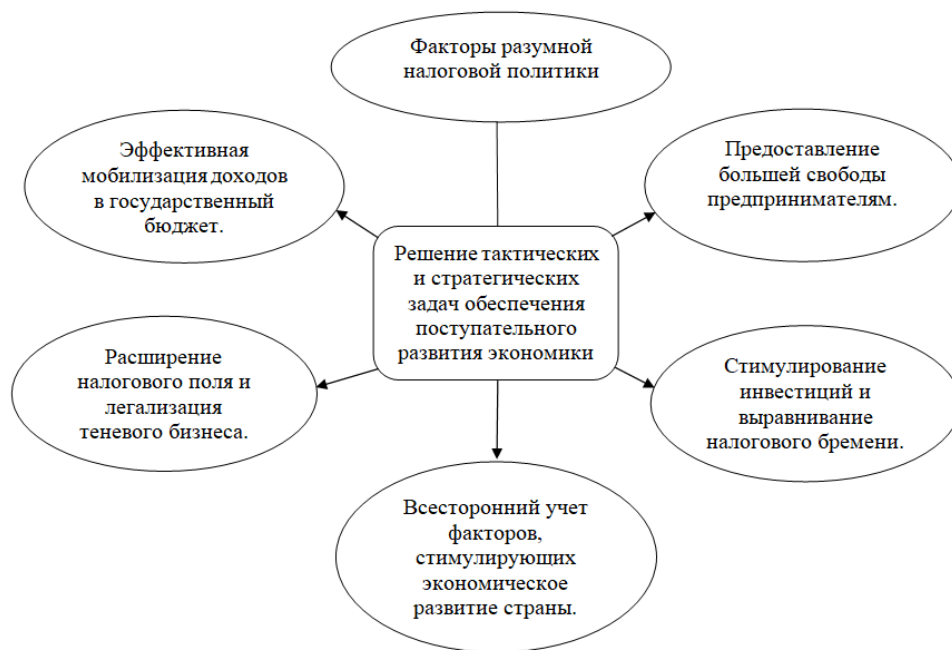 Факторы разумной
налоговой политики
Эффективная
мобилизация доходов
в государственный
бюджет.
Предоставление
большей свободы
предпринимателям.
Решение тактических
и стратегических
задач обеспечения
поступательного
развития экономики
Расширение
налогового поля и
легализация
теневого бизнеса.
Стимулирование
инвестиций и
выравнивание
налогового бремени.
Всесторонний учет
факторов,
стимулирующих
экономическое
развитие страны.